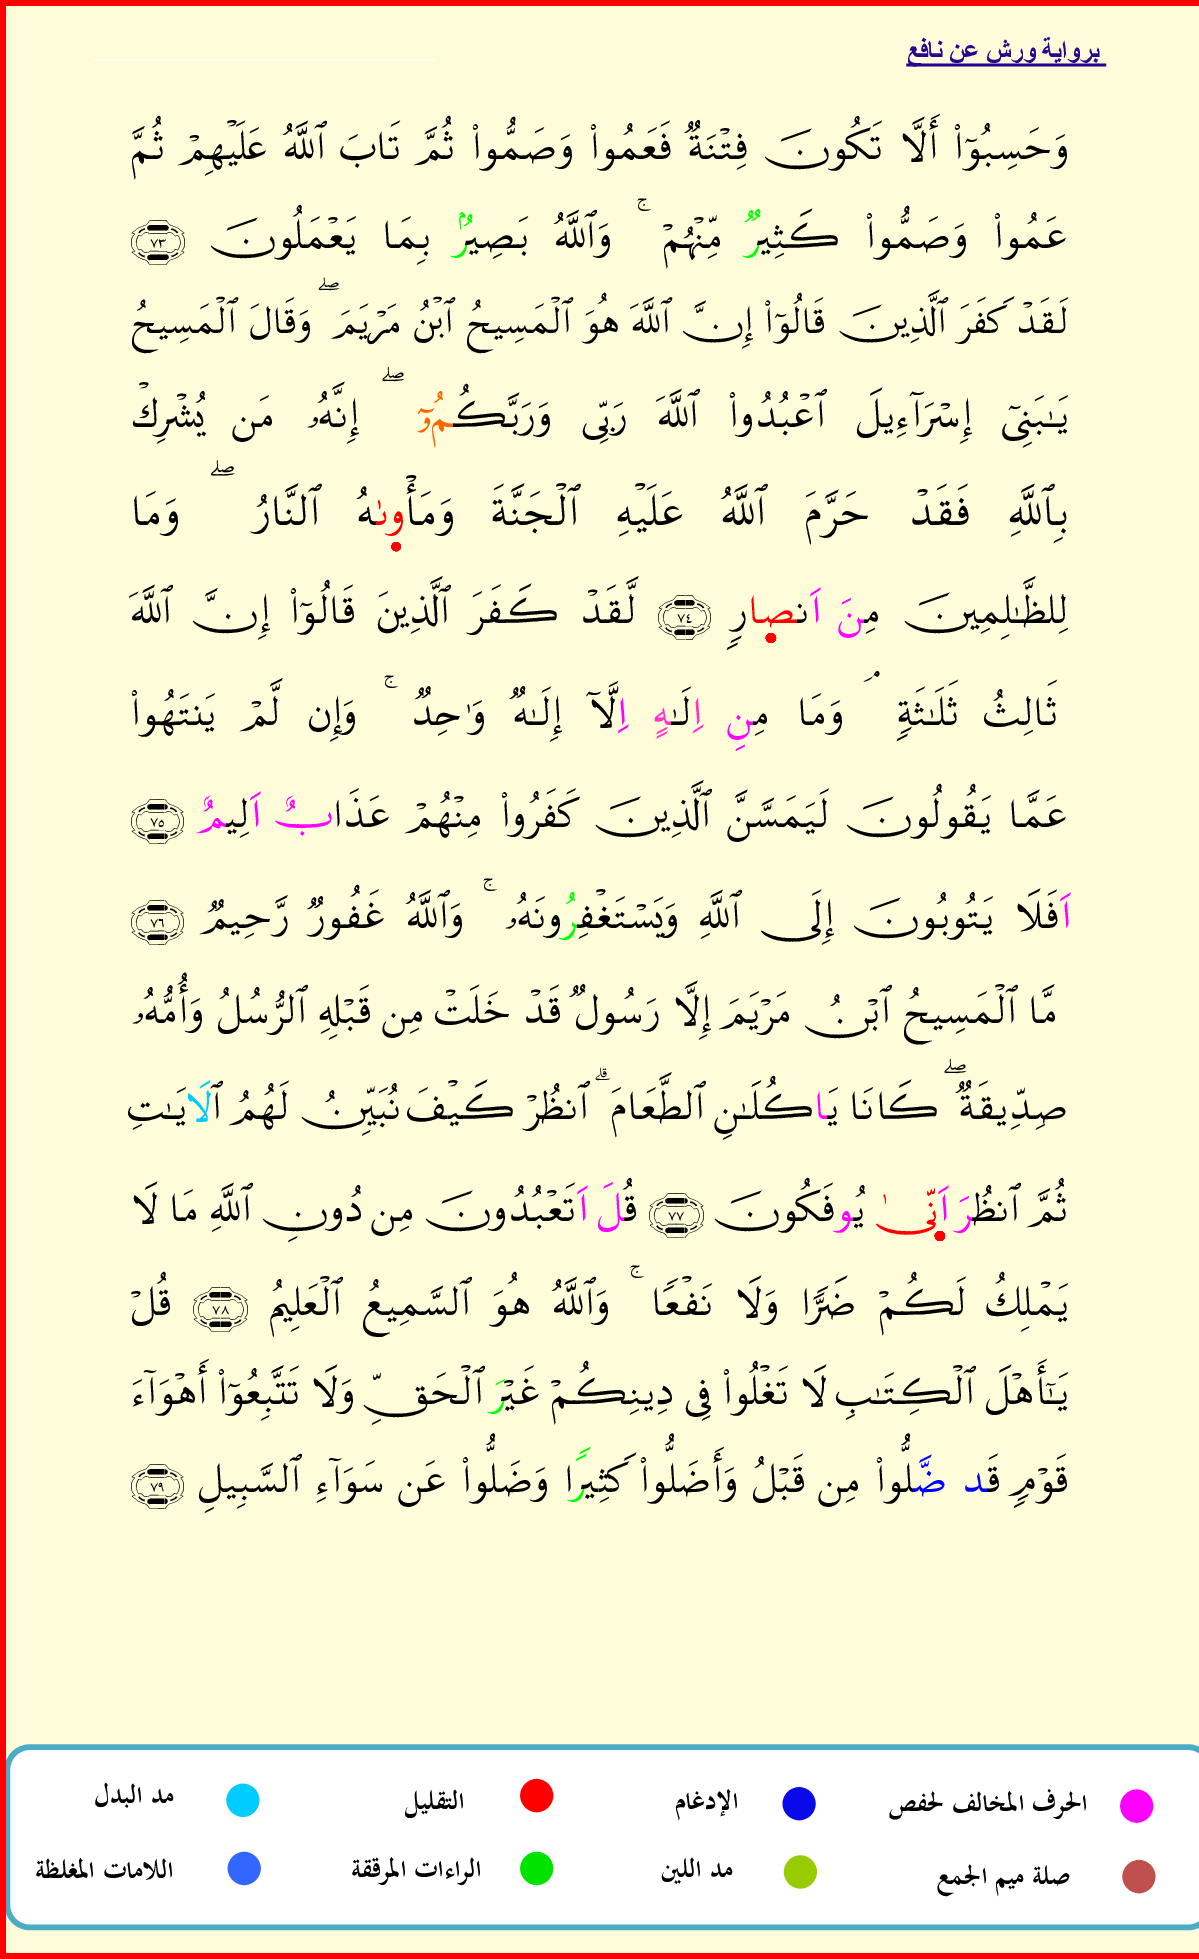 برواية ورش عن نافع
وَحَسِبُوٓا۟ أَلَّا تَكُونَ فِتْنَةٌ فَعَمُوا۟ وَصَمُّوا۟ ثُمَّ تَابَ ٱللَّهُ عَلَيْهِمْ ثُمَّ
عَمُوا۟ وَصَمُّوا۟ كَثِيرٌ مِّنْهُمْ ۚ وَٱللَّهُ بَصِيرٌۢ بِمَا يَعْمَلُونَ ٧٣
لَقَدْ كَفَرَ ٱلَّذِينَ قَالُوٓا۟ إِنَّ ٱللَّهَ هُوَ ٱلْمَسِيحُ ٱبْنُ مَرْيَمَ ۖ وَقَالَ ٱلْمَسِيحُ
يَـٰبَنِىٓ إِسْرَآءِيلَ ٱعْبُدُوا۟ ٱللَّهَ رَبِّى وَرَبَّكُمُۥٓ ۖ إِنَّهُۥ مَن يُشْرِكْ
بِٱللَّهِ فَقَدْ حَرَّمَ ٱللَّهُ عَلَيْهِ ٱلْجَنَّةَ وَمَأْوىٰهُ ٱلنَّارُ ۖ وَمَا
لِلظَّـٰلِمِينَ مِنَ اَنصارٍ ٧٤ لَّقَدْ كَفَرَ ٱلَّذِينَ قَالُوٓا۟ إِنَّ ٱللَّهَ
ثَالِثُ ثَلَـٰثَةٍ ۘ وَمَا مِنِ اِلَـٰهٍ اِلَّآ إِلَـٰهٌ وَٰحِدٌ ۚ وَإِن لَّمْ يَنتَهُوا۟
عَمَّا يَقُولُونَ لَيَمَسَّنَّ ٱلَّذِينَ كَفَرُوا۟ مِنْهُمْ عَذَابٌ اَلِيمٌ ٧٥
اَفَلَا يَتُوبُونَ إِلَى ٱللَّهِ وَيَسْتَغْفِرُونَهُۥ ۚ وَٱللَّهُ غَفُورٌ رَّحِيمٌ ٧٦
مَّا ٱلْمَسِيحُ ٱبْنُ مَرْيَمَ إِلَّا رَسُولٌ قَدْ خَلَتْ مِن قَبْلِهِ ٱلرُّسُلُ وَأُمُّهُۥ
صِدِّيقَةٌ ۖ كَانَا يَاكُلَـٰنِ ٱلطَّعَامَ ۗ ٱنظُرْ كَيْفَ نُبَيِّنُ لَهُمُ ٱلَايَـٰتِ
ثُمَّ ٱنظُرَ اَنّىٰ يُوفَكُونَ ٧٧ قُلَ اَتَعْبُدُونَ مِن دُونِ ٱللَّهِ مَا لَا
يَمْلِكُ لَكُمْ ضَرًّا وَلَا نَفْعًا ۚ وَٱللَّهُ هُوَ ٱلسَّمِيعُ ٱلْعَلِيمُ ٧٨ قُلْ
يَـٰٓأَهْلَ ٱلْكِتَـٰبِ لَا تَغْلُوا۟ فِى دِينِكُمْ غَيْرَ ٱلْحَقِّ وَلَا تَتَّبِعُوٓا۟ أَهْوَآءَ
قَوْمٍ قَد ضَّلُّوا۟ مِن قَبْلُ وَأَضَلُّوا۟ كَثِيرًا وَضَلُّوا۟ عَن سَوَآءِ ٱلسَّبِيلِ ٧٩
الحرف المخالف لحفص الإدغام التقليل مد البدل
صلة ميم الجمع مد اللين الراءات المرققة اللامات المغلظة